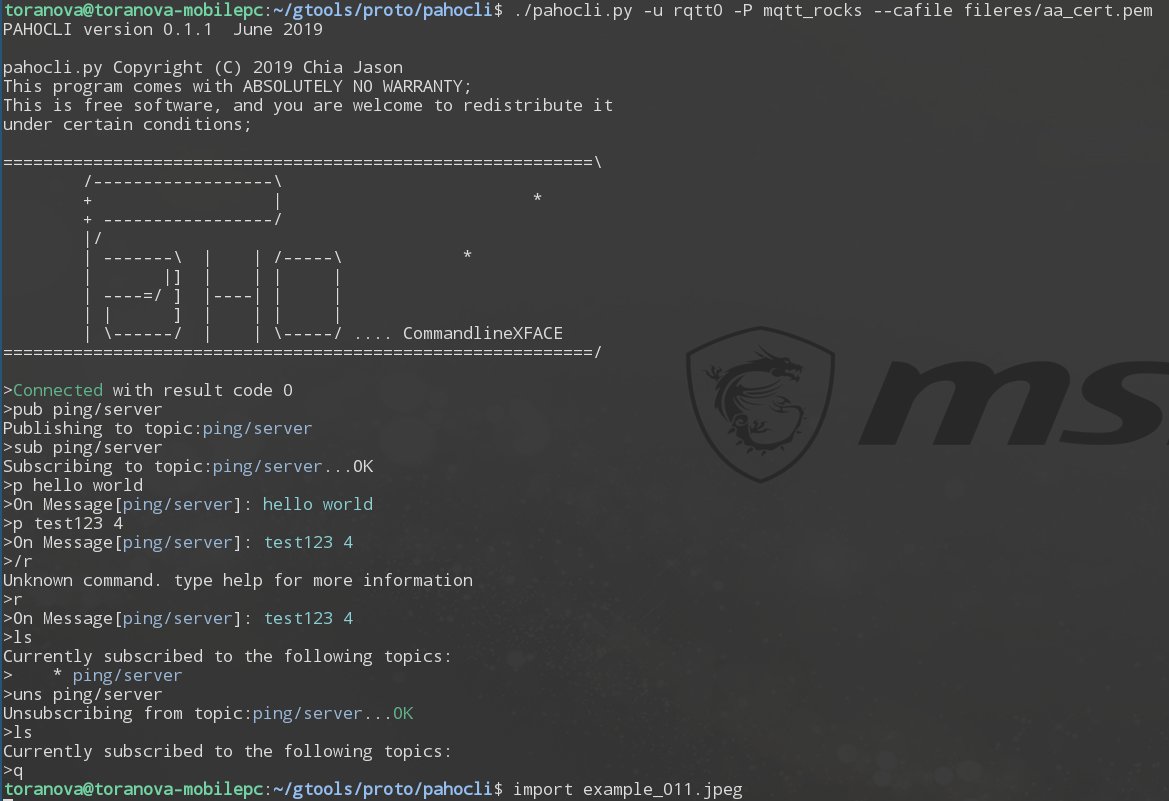 toranova@toranova-mobilepc:~/gtools/proto/pahocli$ ./pahocli.py -u rqtt0 -P mqtt_rocks --cafile fileres/aa_cert.pem
PAHOCLI version 0.1.1  June 2019

pahocli.py Copyright (C) 2019 Chia Jason
This program comes with ABSOLUTELY NO WARRANTY;
This is free software, and you are welcome to redistribute it
under certain conditions;

===========================================================\
        /------------------\
        +                  |                         *
        + -----------------/
        |/
        | -------\  |    | /-----\            *
        |       |]  |    | |     |
        | ----=/ ]  |----| |     |
        | |      ]  |    | |     |
        | \------/  |    | \-----/ .... CommandlineXFACE
===========================================================/

>Connected with result code 0
>pub ping/server
Publishing to topic:ping/server
>sub ping/server
Subscribing to topic:ping/server...OK
>p hello world
>On Message[ping/server]: hello world
>p test123 4
>On Message[ping/server]: test123 4
>/r
Unknown command. type help for more information
>r
>On Message[ping/server]: test123 4
>ls
Currently subscribed to the following topics:
>    * ping/server
>uns ping/server
Unsubscribing from topic:ping/server...OK
>ls
Currently subscribed to the following topics:
>q
toranova@toranova-mobilepc:~/gtools/proto/pahocli$ import example_011.jpeg
ms